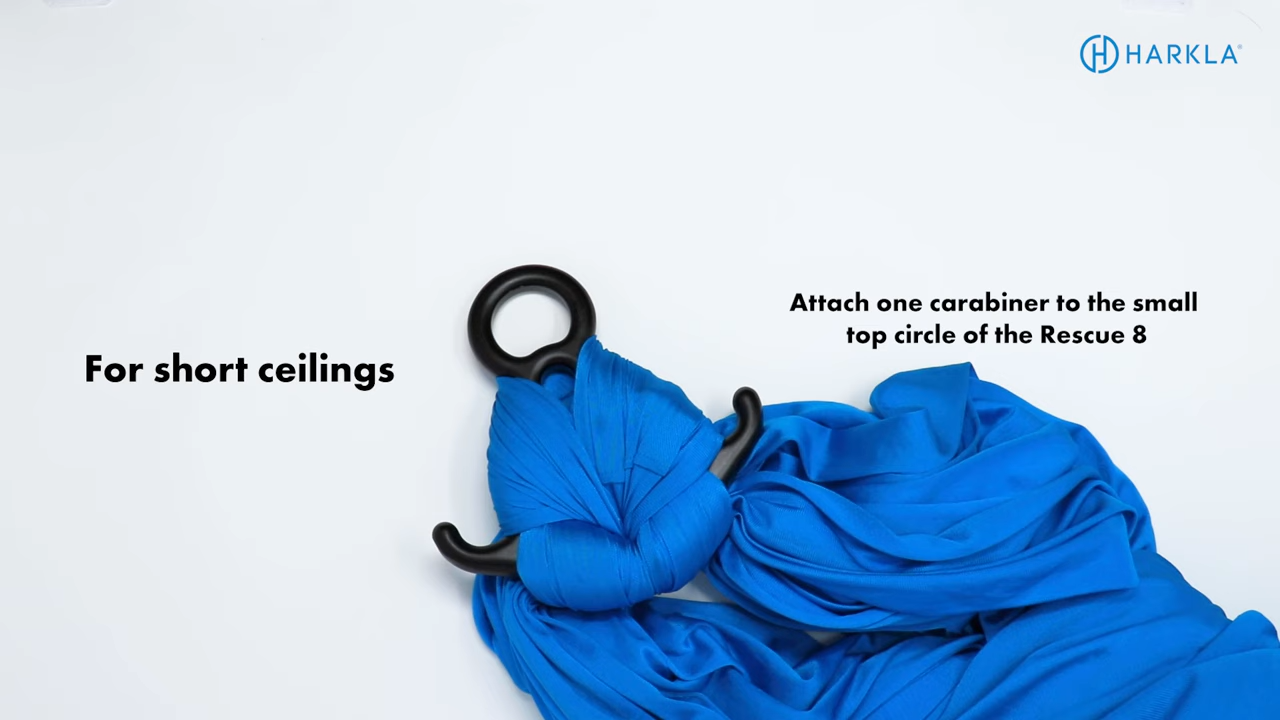 HARKLA®
Attach one carabiner to the small
top circle of the Rescue 8
For short ceilings